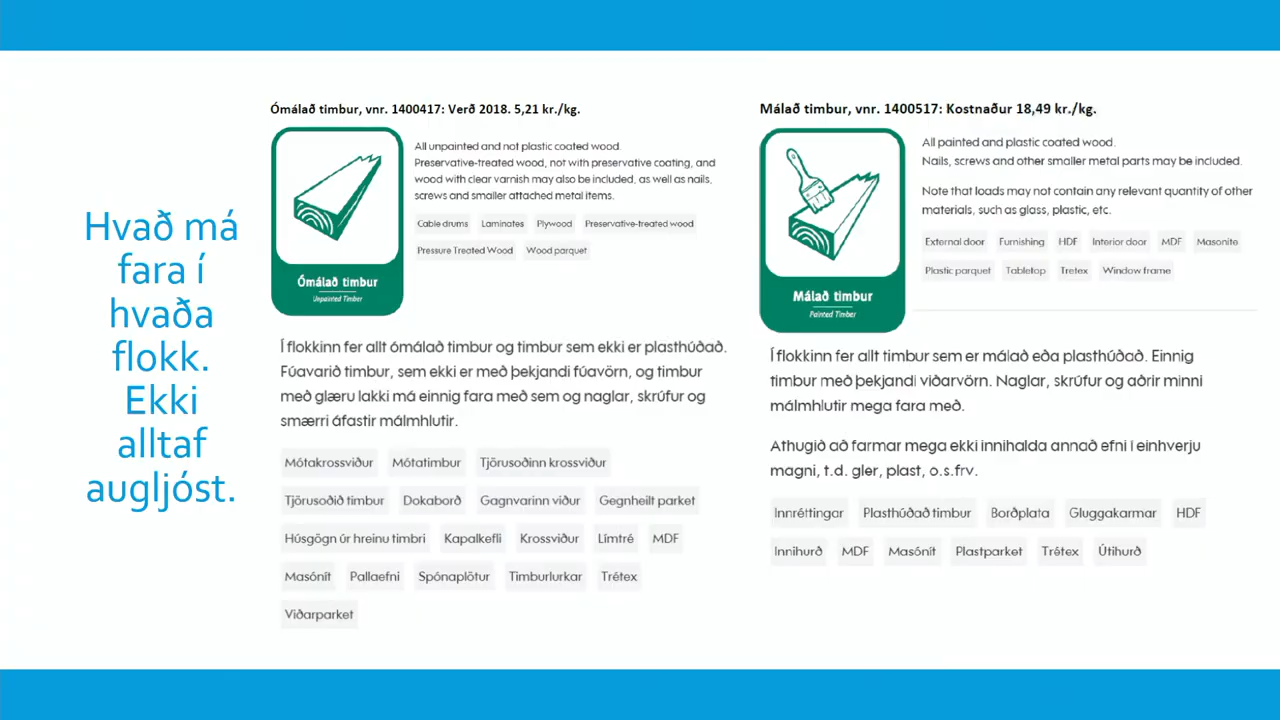 Hvað má
fara í
hvaða
flokk.
Ekki
alltaf
augljóst.
Ómálað timbur, vnr. 1400417: Verð 2018. 5,21 kr./kg.
Ómálað timbur
Unpainted Timber
All unpainted and not plastic coated wood.
Preservative-treated wood, not with preservative coating, and
wood with clear varnish may also be included, as well as nails,
screws and smaller attached metal items.
Cable drums Laminates Plywood Preservative-treated wood
Pressure Treated Wood Wood parquet
Í flokkinn fer allt ómálað timbur og timbur sem ekki er plasthúðað.
Fúavarið timbur, sem ekki er með þekjandi fúavörn, og timbur
með glæru lakki má einnig fara með sem og naglar, skrúfur og
smærri áfastir málmhlutir.
Mótakrossviður Mótatimbur Tjörusoðinn krossviður
Tjörusoðið timbur Dokaborð Gagnvarinn viður Gegnheilt parket
Húsgögn úr hreinu timbri Kapalkefli Krossviður Límtré MDF
Masónít Pallaefni Spónaplötur Timburlurkar Trétex
Viðarparket
Málað timbur, vnr. 1400517: Kostnaður 18,49 kr./kg.
Málað timbur
Painted Timber
All painted and plastic coated wood.
Nails, screws and other smaller metal parts may be included.
Note that loads may not contain any relevant quantity of other
materials, such as glass, plastic, etc.
External door Furnishing HDF Interior door MDF Masonite
Plastic parquet Tabletop Tretex Window frame
Í flokkinn fer allt timbur sem er málað eða plasthúðað. Einnig
timbur með þekjandi viðarvörn. Naglar, skrúfur og aðrir minni
málmhlutir mega fara með.
Athugið að farmar mega ekki innihalda annað efni í einhverju
magni, t.d. gler, plast, o.s.frv.
Innréttingar Plasthúðað timbur Borðplata Gluggakarmar HDF
Innihurð MDF Masónít Plastparket Trétex Útihurð